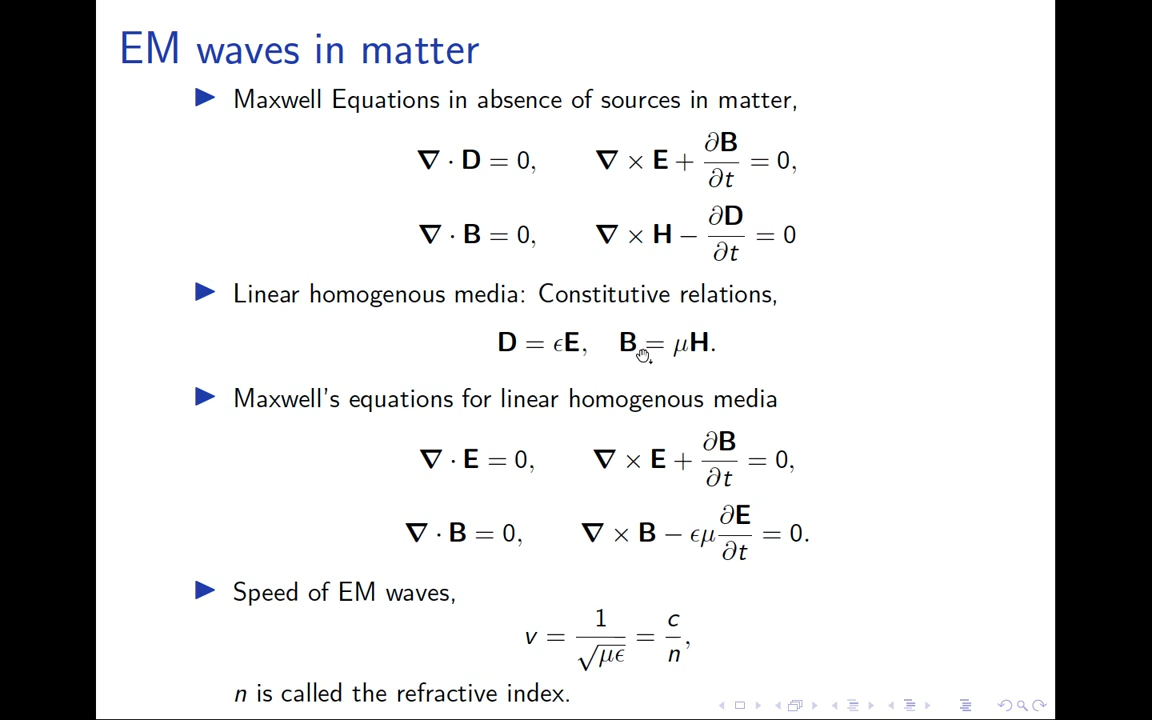 EM waves in matter
▶ Maxwell Equations in absence of sources in matter,
∇ · D = 0, ∇ × E + ∂B/∂t = 0,
∇ · B = 0, ∇ × H − ∂D/∂t = 0
▶ Linear homogenous media: Constitutive relations,
D = ϵE, B = μH.
▶ Maxwell's equations for linear homogenous media
∇ · E = 0, ∇ × E + ∂B/∂t = 0,
∇ · B = 0, ∇ × B − ϵμ ∂E/∂t = 0.
▶ Speed of EM waves,
v = 1/√μϵ = c/n,
n is called the refractive index.